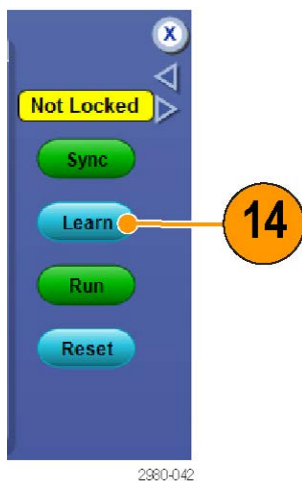 X
Not Locked
Sync
Learn
14
Run
Reset
2980-042